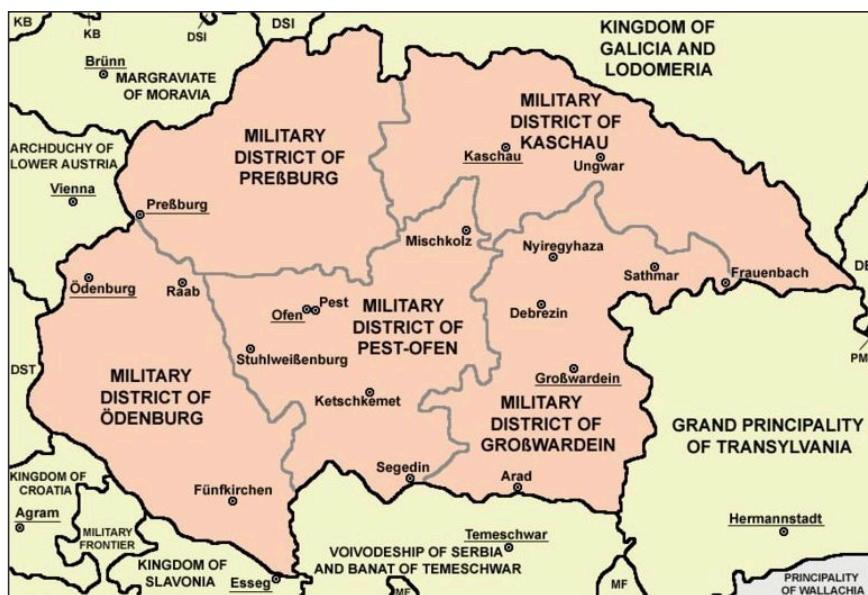 KB
KB
DSI
DSI
KINGDOM OF
GALICIA AND
LODOMERIA
Brünn
MARGRAVIATE
OF MORAVIA
MILITARY
DISTRICT OF
PREẞBURG
MILITARY
DISTRICT OF
KASCHAU
Kaschau
Ungwar
ARCHDUCHY OF
LOWER AUSTRIA
Vienna
Preßburg
Mischkolz
Nyiregyhaza
Sathmar
Frauenbach
DB
Ödenburg
Raab
Ofen
Pest
Debrezin
MILITARY
DISTRICT OF
PEST-OFEN
Stuhlweißenburg
PM
DST
MILITARY
DISTRICT OF
ÖDENBURG
Ketschkemet
Großwardein
MILITARY
DISTRICT OF
GROẞWARDEIN
GRAND PRINCIPALITY
OF TRANSYLVANIA
KINGDOM OF
CROATIA
Agram
MILITARY
FRONTIER
Fünfkirchen
Segedin
Arad
Hermannstadt
KINGDOM OF
SLAVONIA
Esseg
Temeschwar
VOIVODESHIP OF SERBIA
AND BANAT OF TEMESCHWAR
MF
MF
PRINCIPALITY
OF WALLACHIA